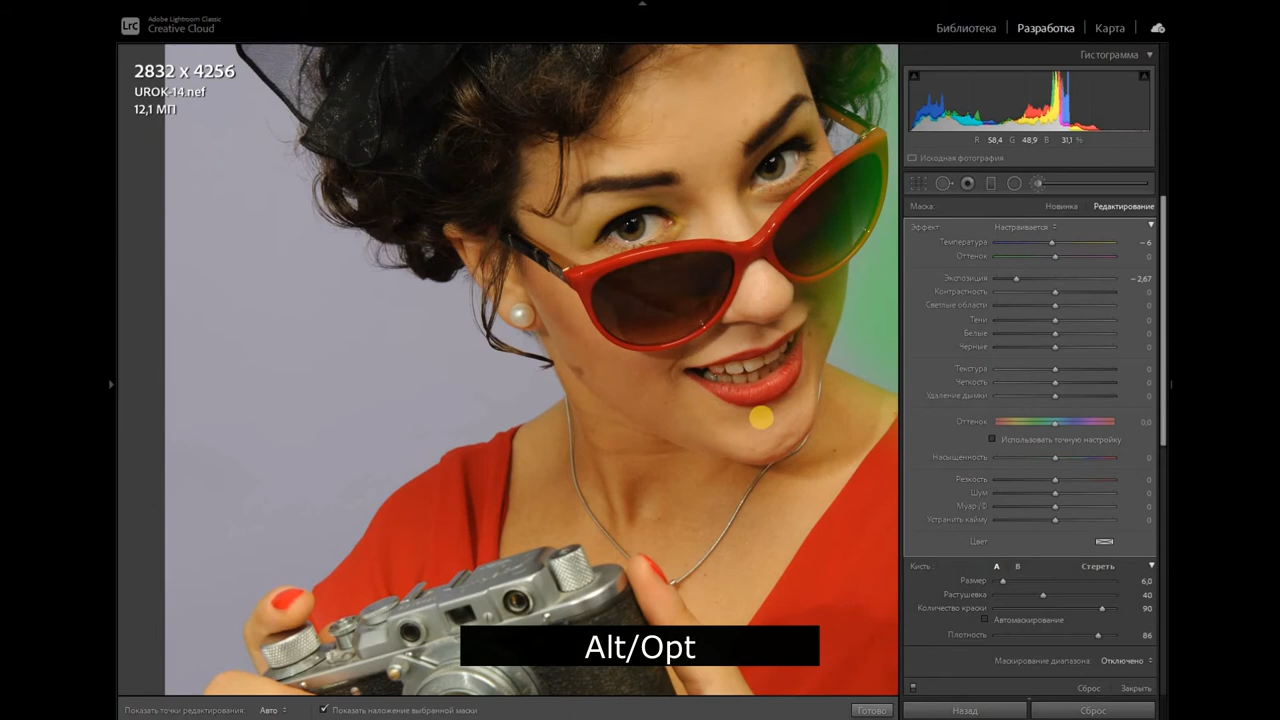 Lrc
Adobe Lightroom Classic
Creative Cloud
Библиотека | Разработка | Карта |
2832 x 4256
UROK-14.nef
12,1 МП
Гистограмма
R 58,4 G 48,9 B 31,1 %
Исходная фотография
Маска: Новинка Редактирование
Эффект: Настраивается
Температура – 6
Оттенок 0
Экспозиция – 2,67
Контрастность 0
Светлые области 0
Тени 0
Белые 0
Черные 0
Текстура 0
Четкость 0
Удаление дымки 0
Оттенок 0,0
Использовать точную настройку
Насыщенность 0
Резкость 0
Шум 0
Муар 0
Устранить кайму 0
Цвет
Кисть : A B Стереть
Размер 6,0
Растушевка 40
Количество краски 90
Автомаскирование
Плотность 86
Маскирование диапазона: Отключено
Сброс Закрыть
Alt/Opt
Показать точки редактирования: Авто Показать наложение выбранной маски Готово
Назад Сброс